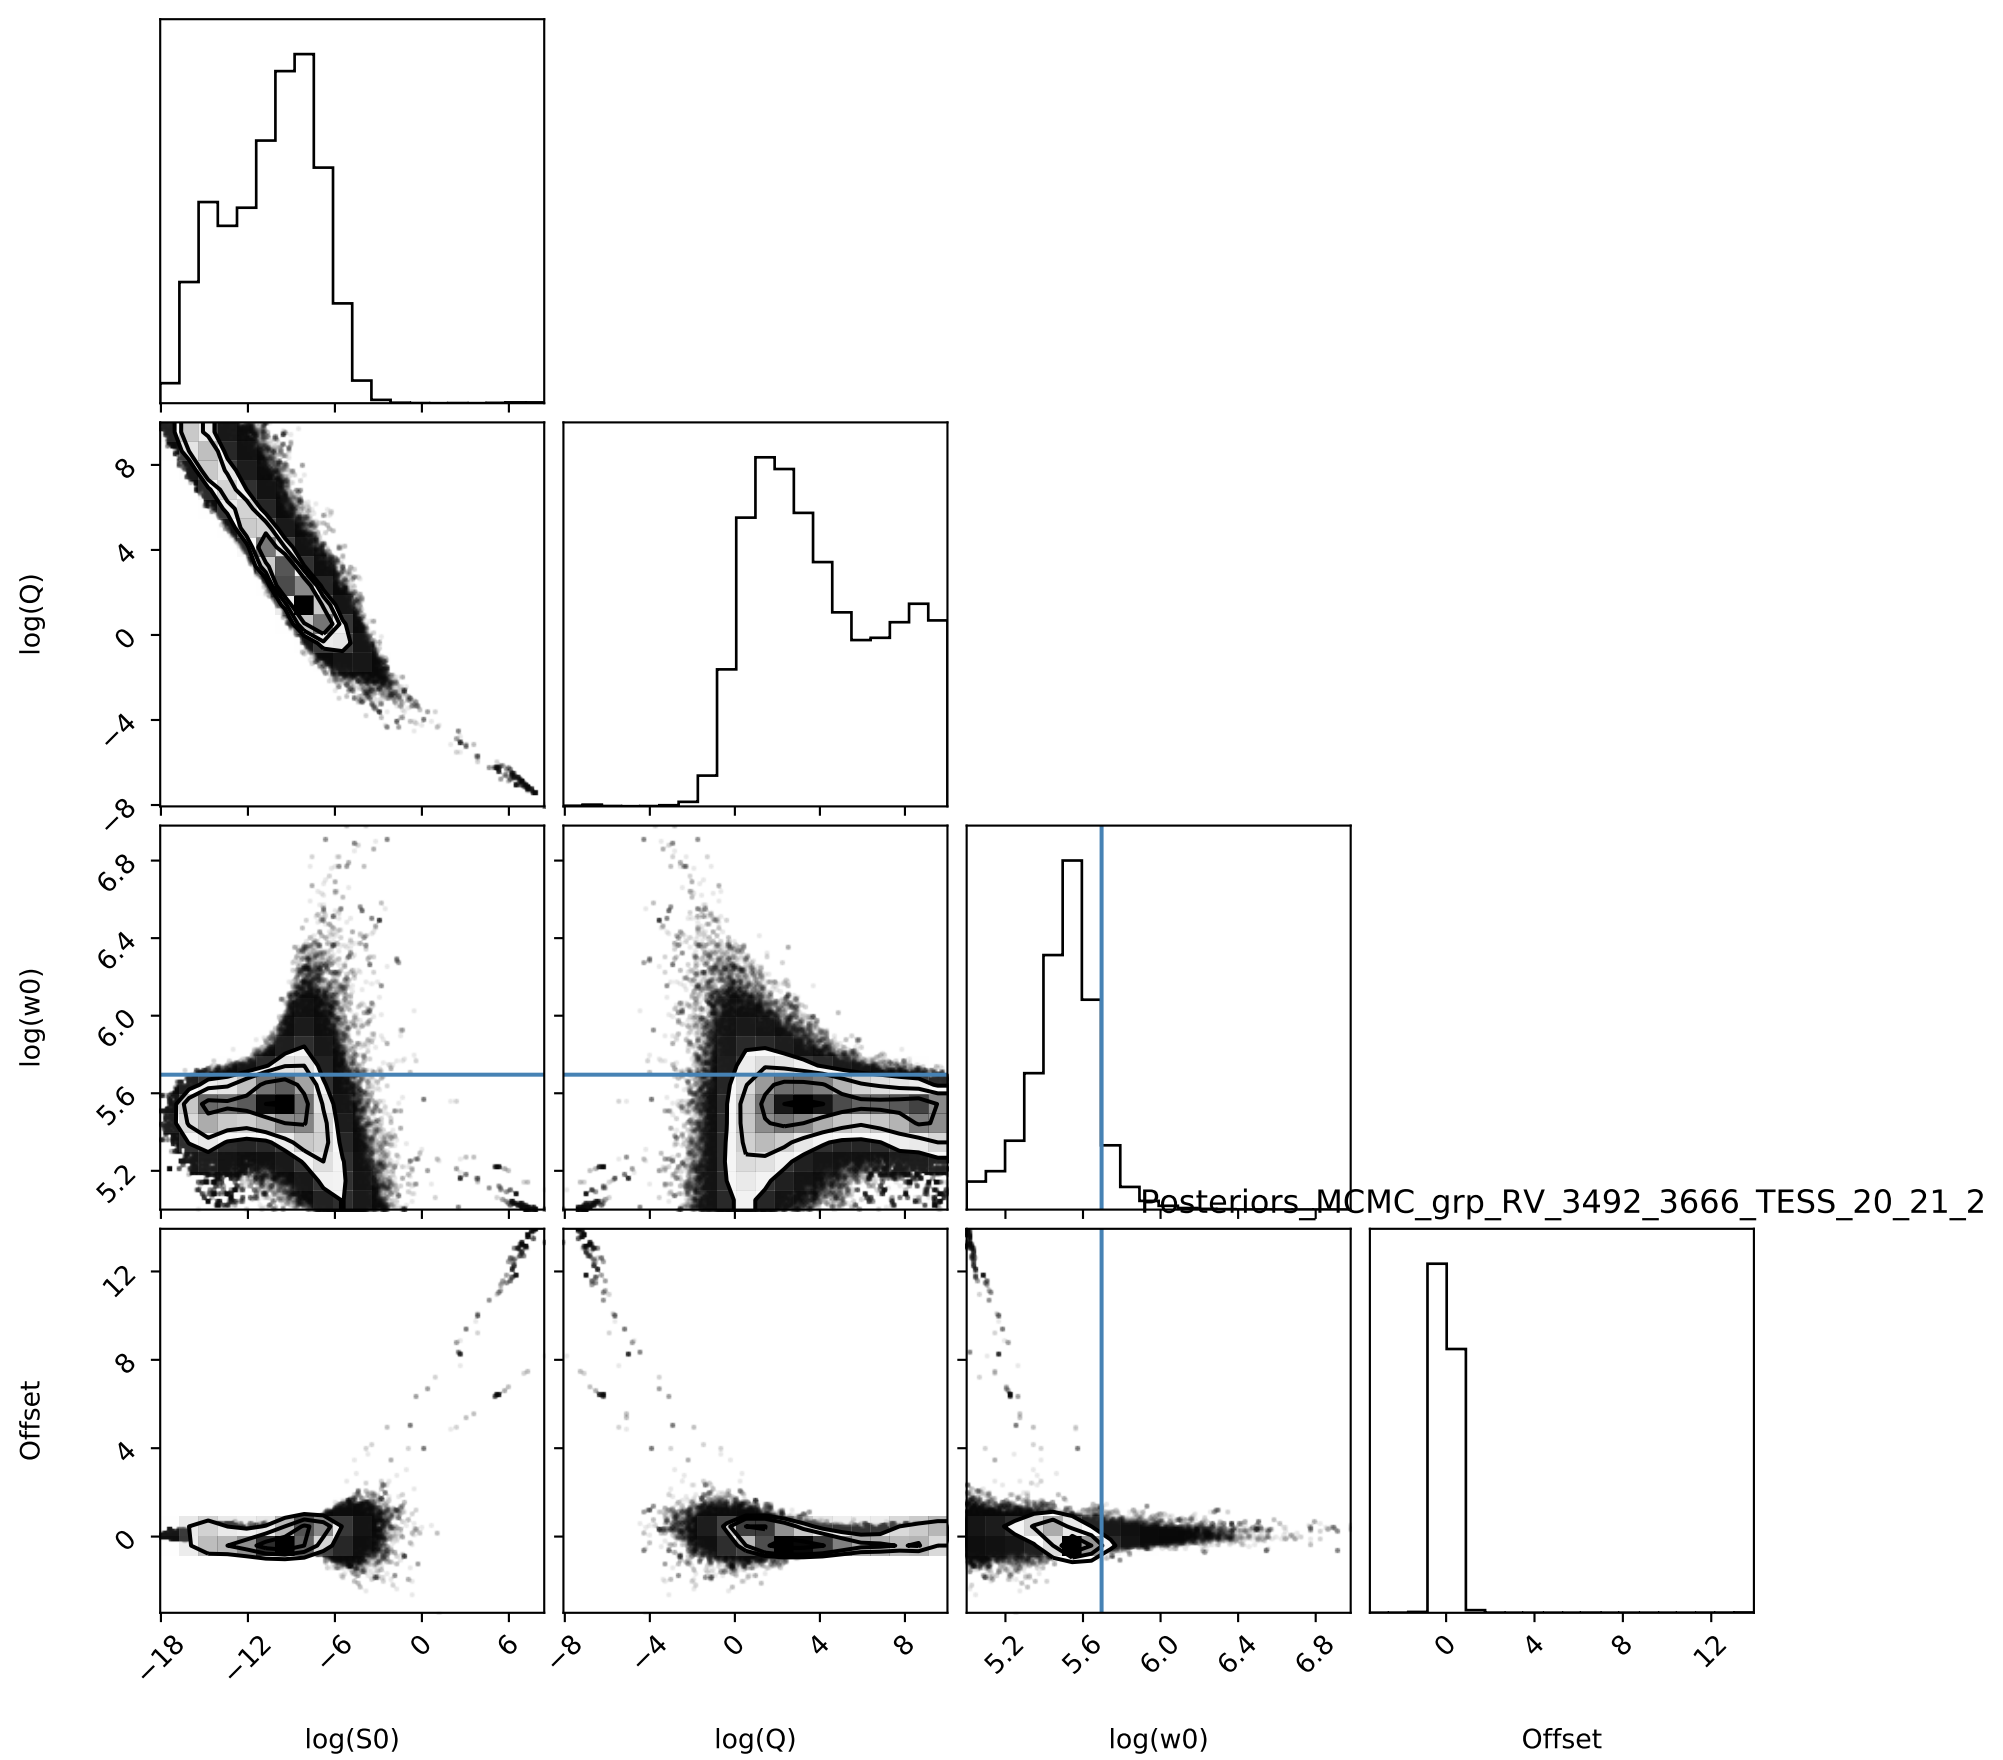 8
4
0
−4
−8
log(Q)
6.8
6.4
6.0
5.6
5.2
log(w0)
Posteriors_MCMC_grp_RV_3492_3666_TESS_20_21_2
12
8
4
0
Offset
−18 −12 −6 0 6
−8 −4 0 4 8
5.2 5.6 6.0 6.4 6.8
0 4 8 12
log(S0) log(Q) log(w0) Offset